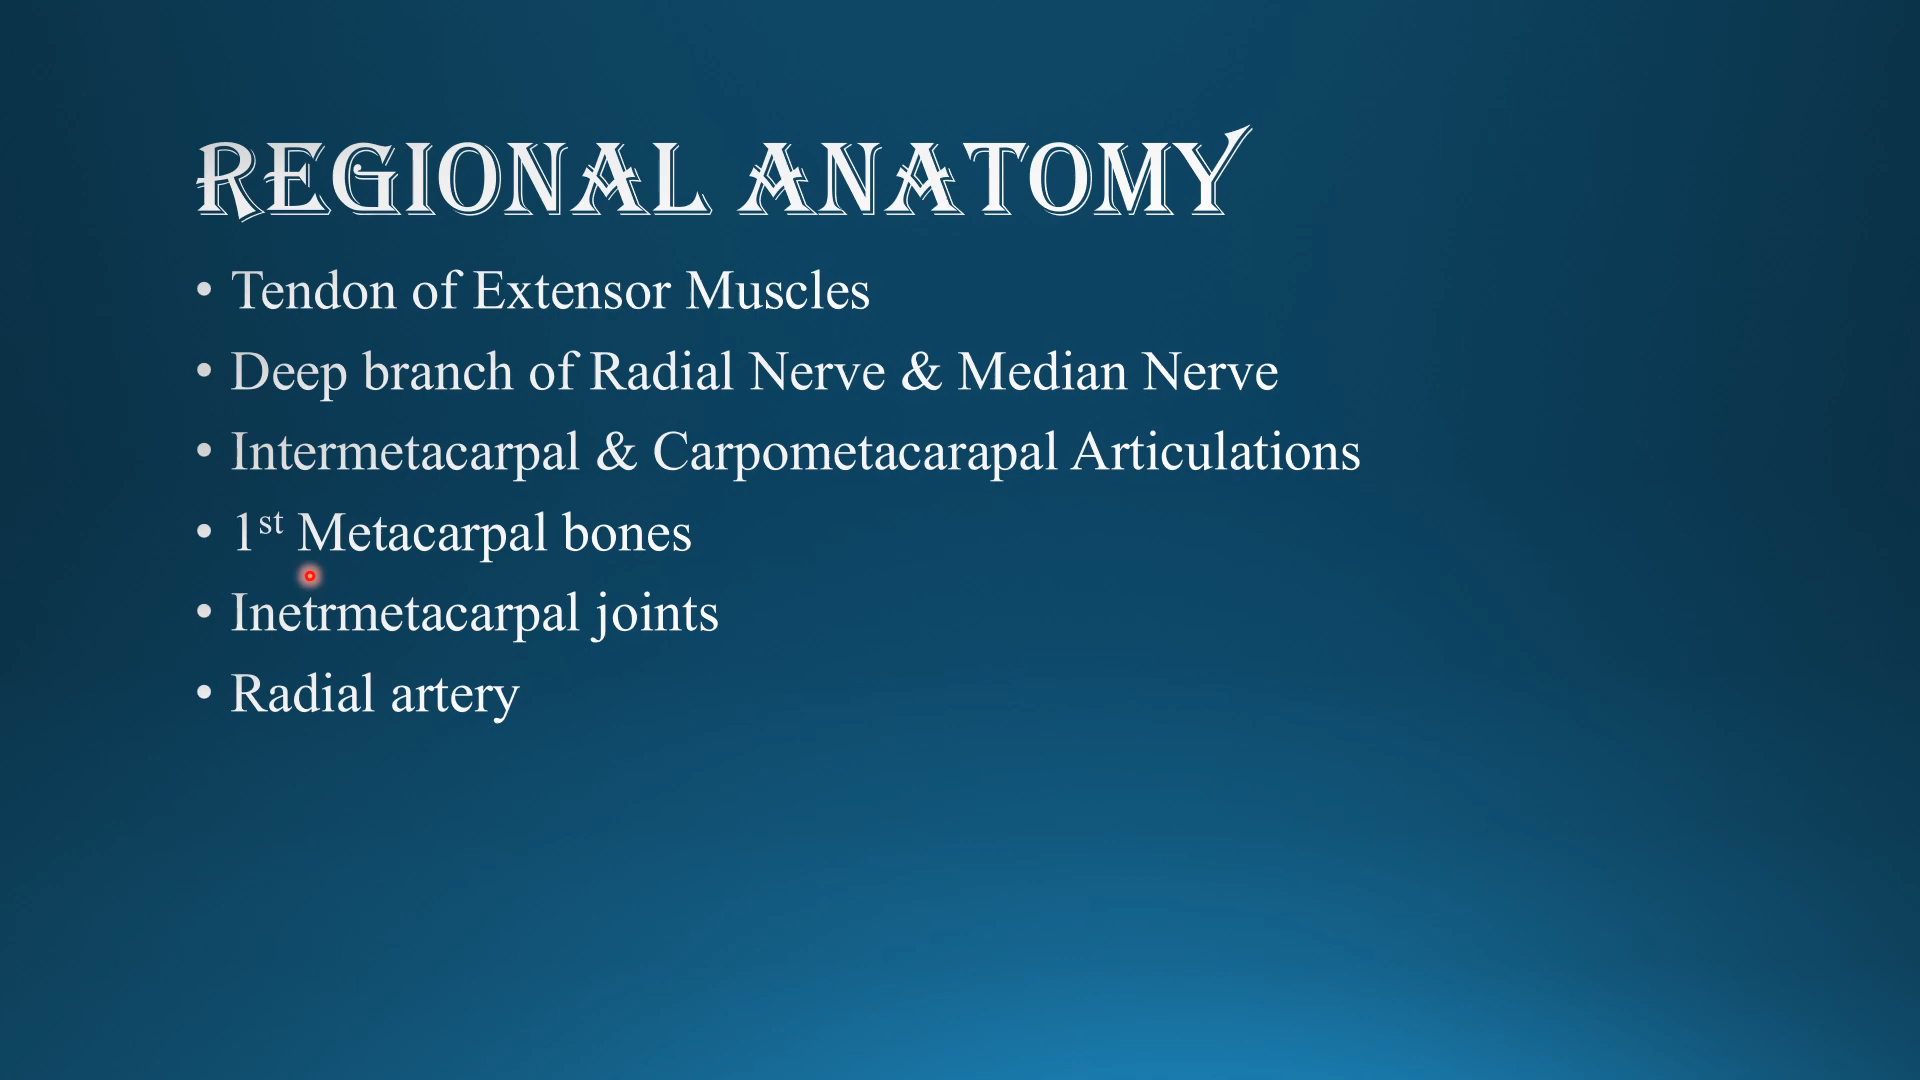 REGIONAL ANATOMY
• Tendon of Extensor Muscles
• Deep branch of Radial Nerve & Median Nerve
• Intermetacarpal & Carpometacarapal Articulations
• 1st Metacarpal bones
• Inetrmetacarpal joints
• Radial artery